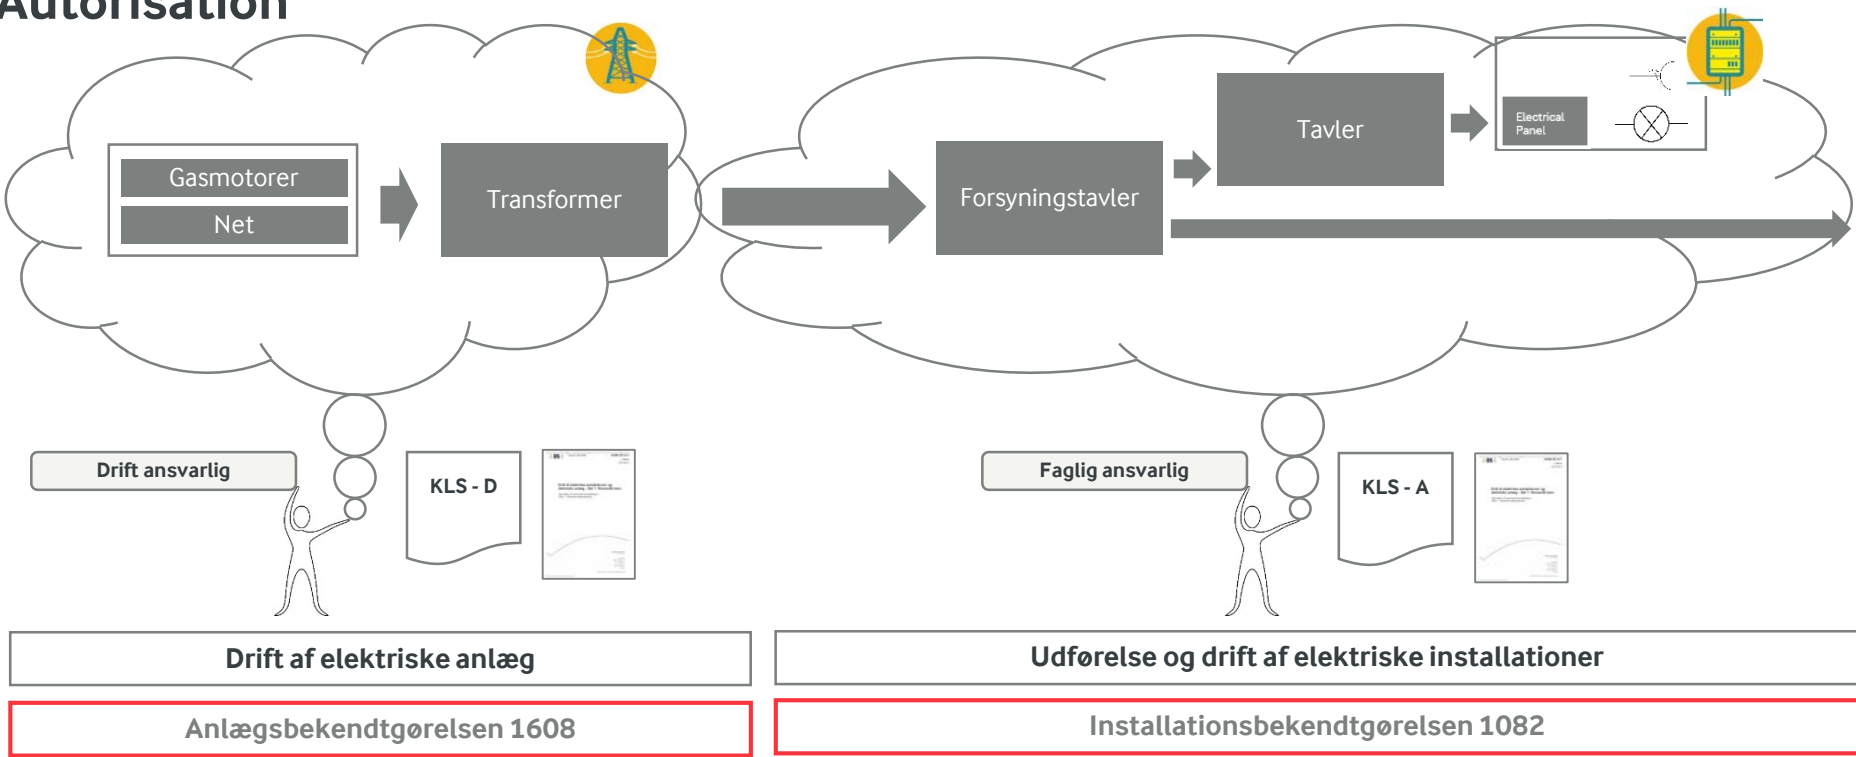 Autorisation
Gasmotorer
Net
Transformer
Forsyningstavler
Tavler
Electrical
Panel
Drift ansvarlig
KLS - D
Faglig ansvarlig
KLS - A
Drift af elektriske anlæg
Udførelse og drift af elektriske installationer
Anlægsbekendtgørelsen 1608
Installationsbekendtgørelsen 1082